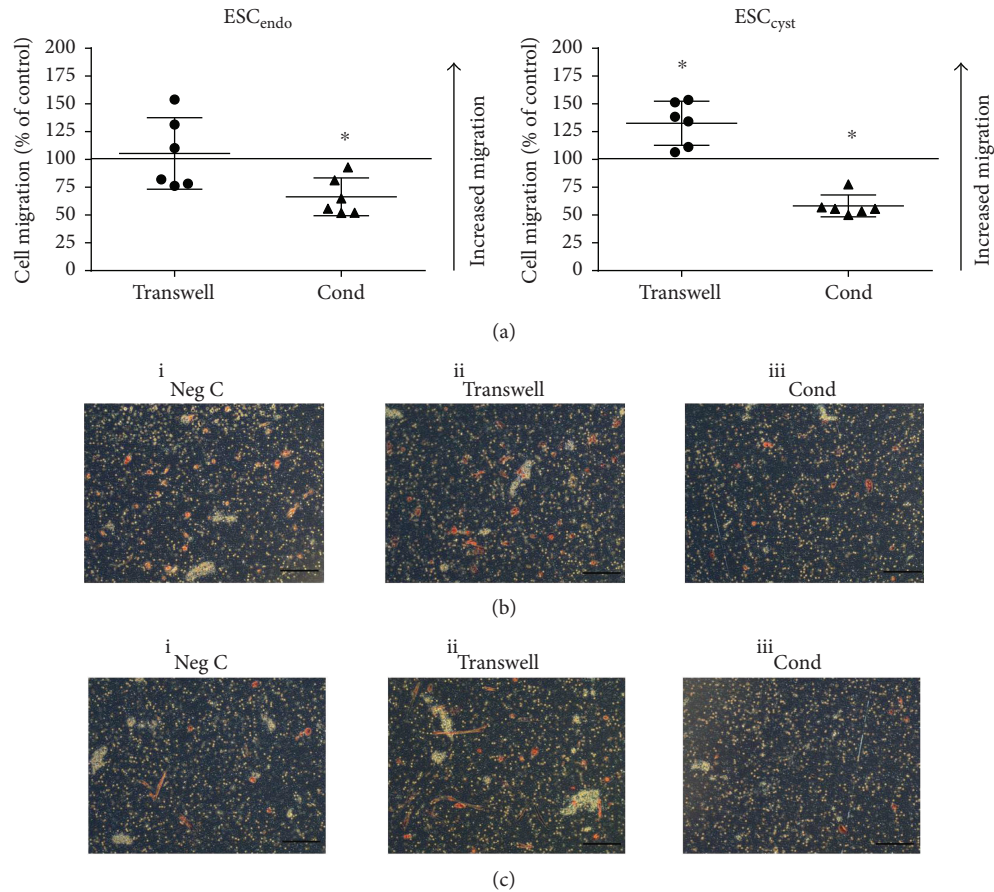 ESCendo
Cell migration (% of control)
200
175
150
125
100
75
50
25
0
*
Transwell
Cond
Increased migration
ESCcyst
Cell migration (% of control)
200
175
150
125
100
75
50
25
0
*
*
Transwell
Cond
Increased migration
(a)
i
Neg C
ii
Transwell
iii
Cond
(b)
i
Neg C
ii
Transwell
iii
Cond
(c)